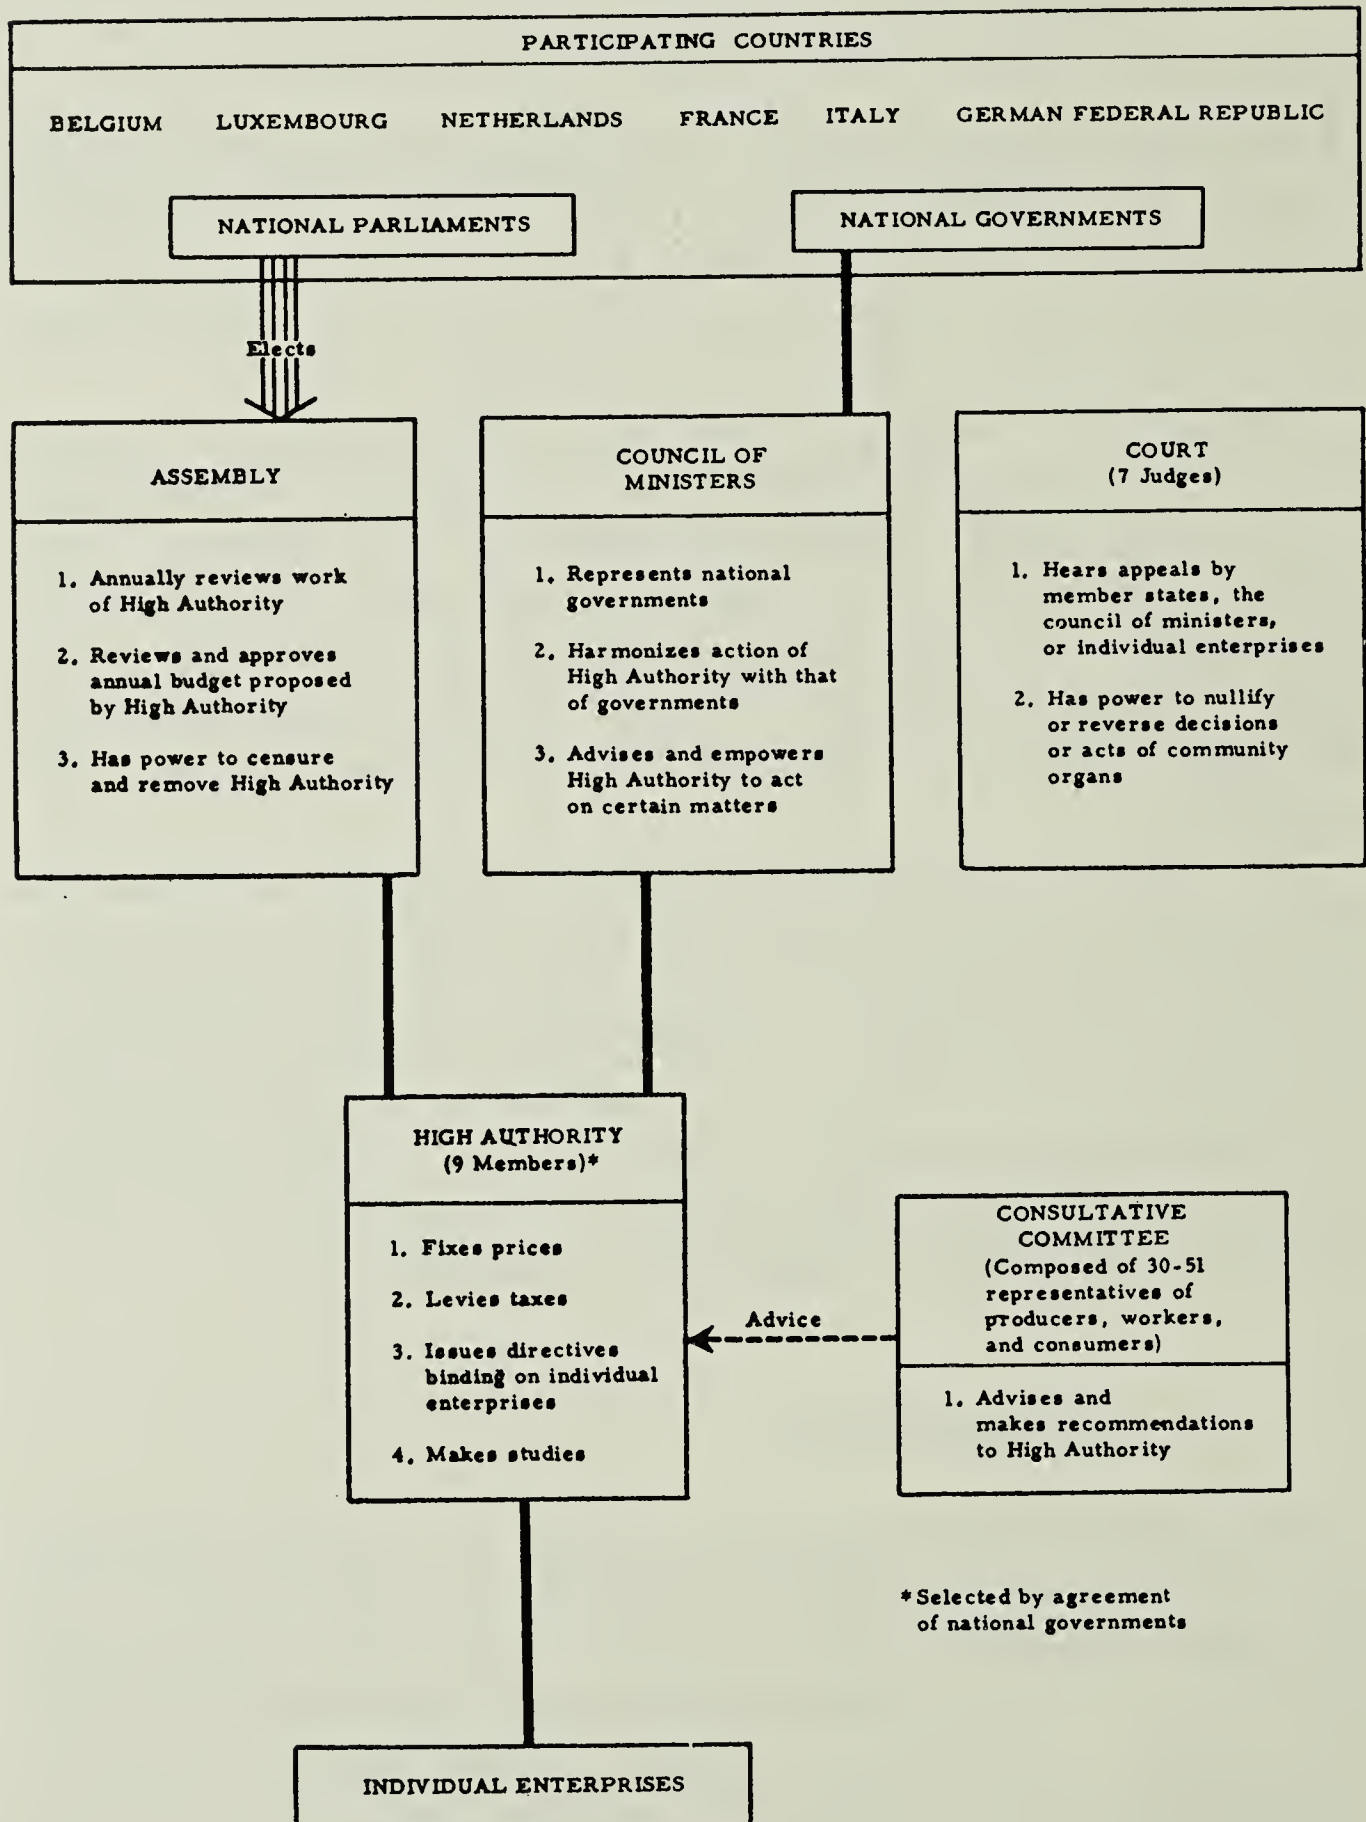 PARTICIPATING COUNTRIES
BELGIUM LUXEMBOURG NETHERLANDS FRANCE ITALY GERMAN FEDERAL REPUBLIC
NATIONAL PARLIAMENTS
NATIONAL GOVERNMENTS
Elects
ASSEMBLY
1. Annually reviews work
of High Authority
2. Reviews and approves
annual budget proposed
by High Authority
3. Has power to censure
and remove High Authority
COUNCIL OF
MINISTERS
1. Represents national
governments
2. Harmonizes action of
High Authority with that
of governments
3. Advises and empowers
High Authority to act
on certain matters
COURT
(7 Judges)
1. Hears appeals by
member states, the
council of ministers,
or individual enterprises
2. Has power to nullify
or reverse decisions
or acts of community
organs
HIGH AUTHORITY
(9 Members)*
1. Fixes prices
2. Levies taxes
3. Issues directives
binding on individual
enterprises
4. Makes studies
Advice
CONSULTATIVE
COMMITTEE
(Composed of 30-51
representatives of
producers, workers,
and consumers)
1. Advises and
makes recommendations
to High Authority
* Selected by agreement
of national governments
INDIVIDUAL ENTERPRISES